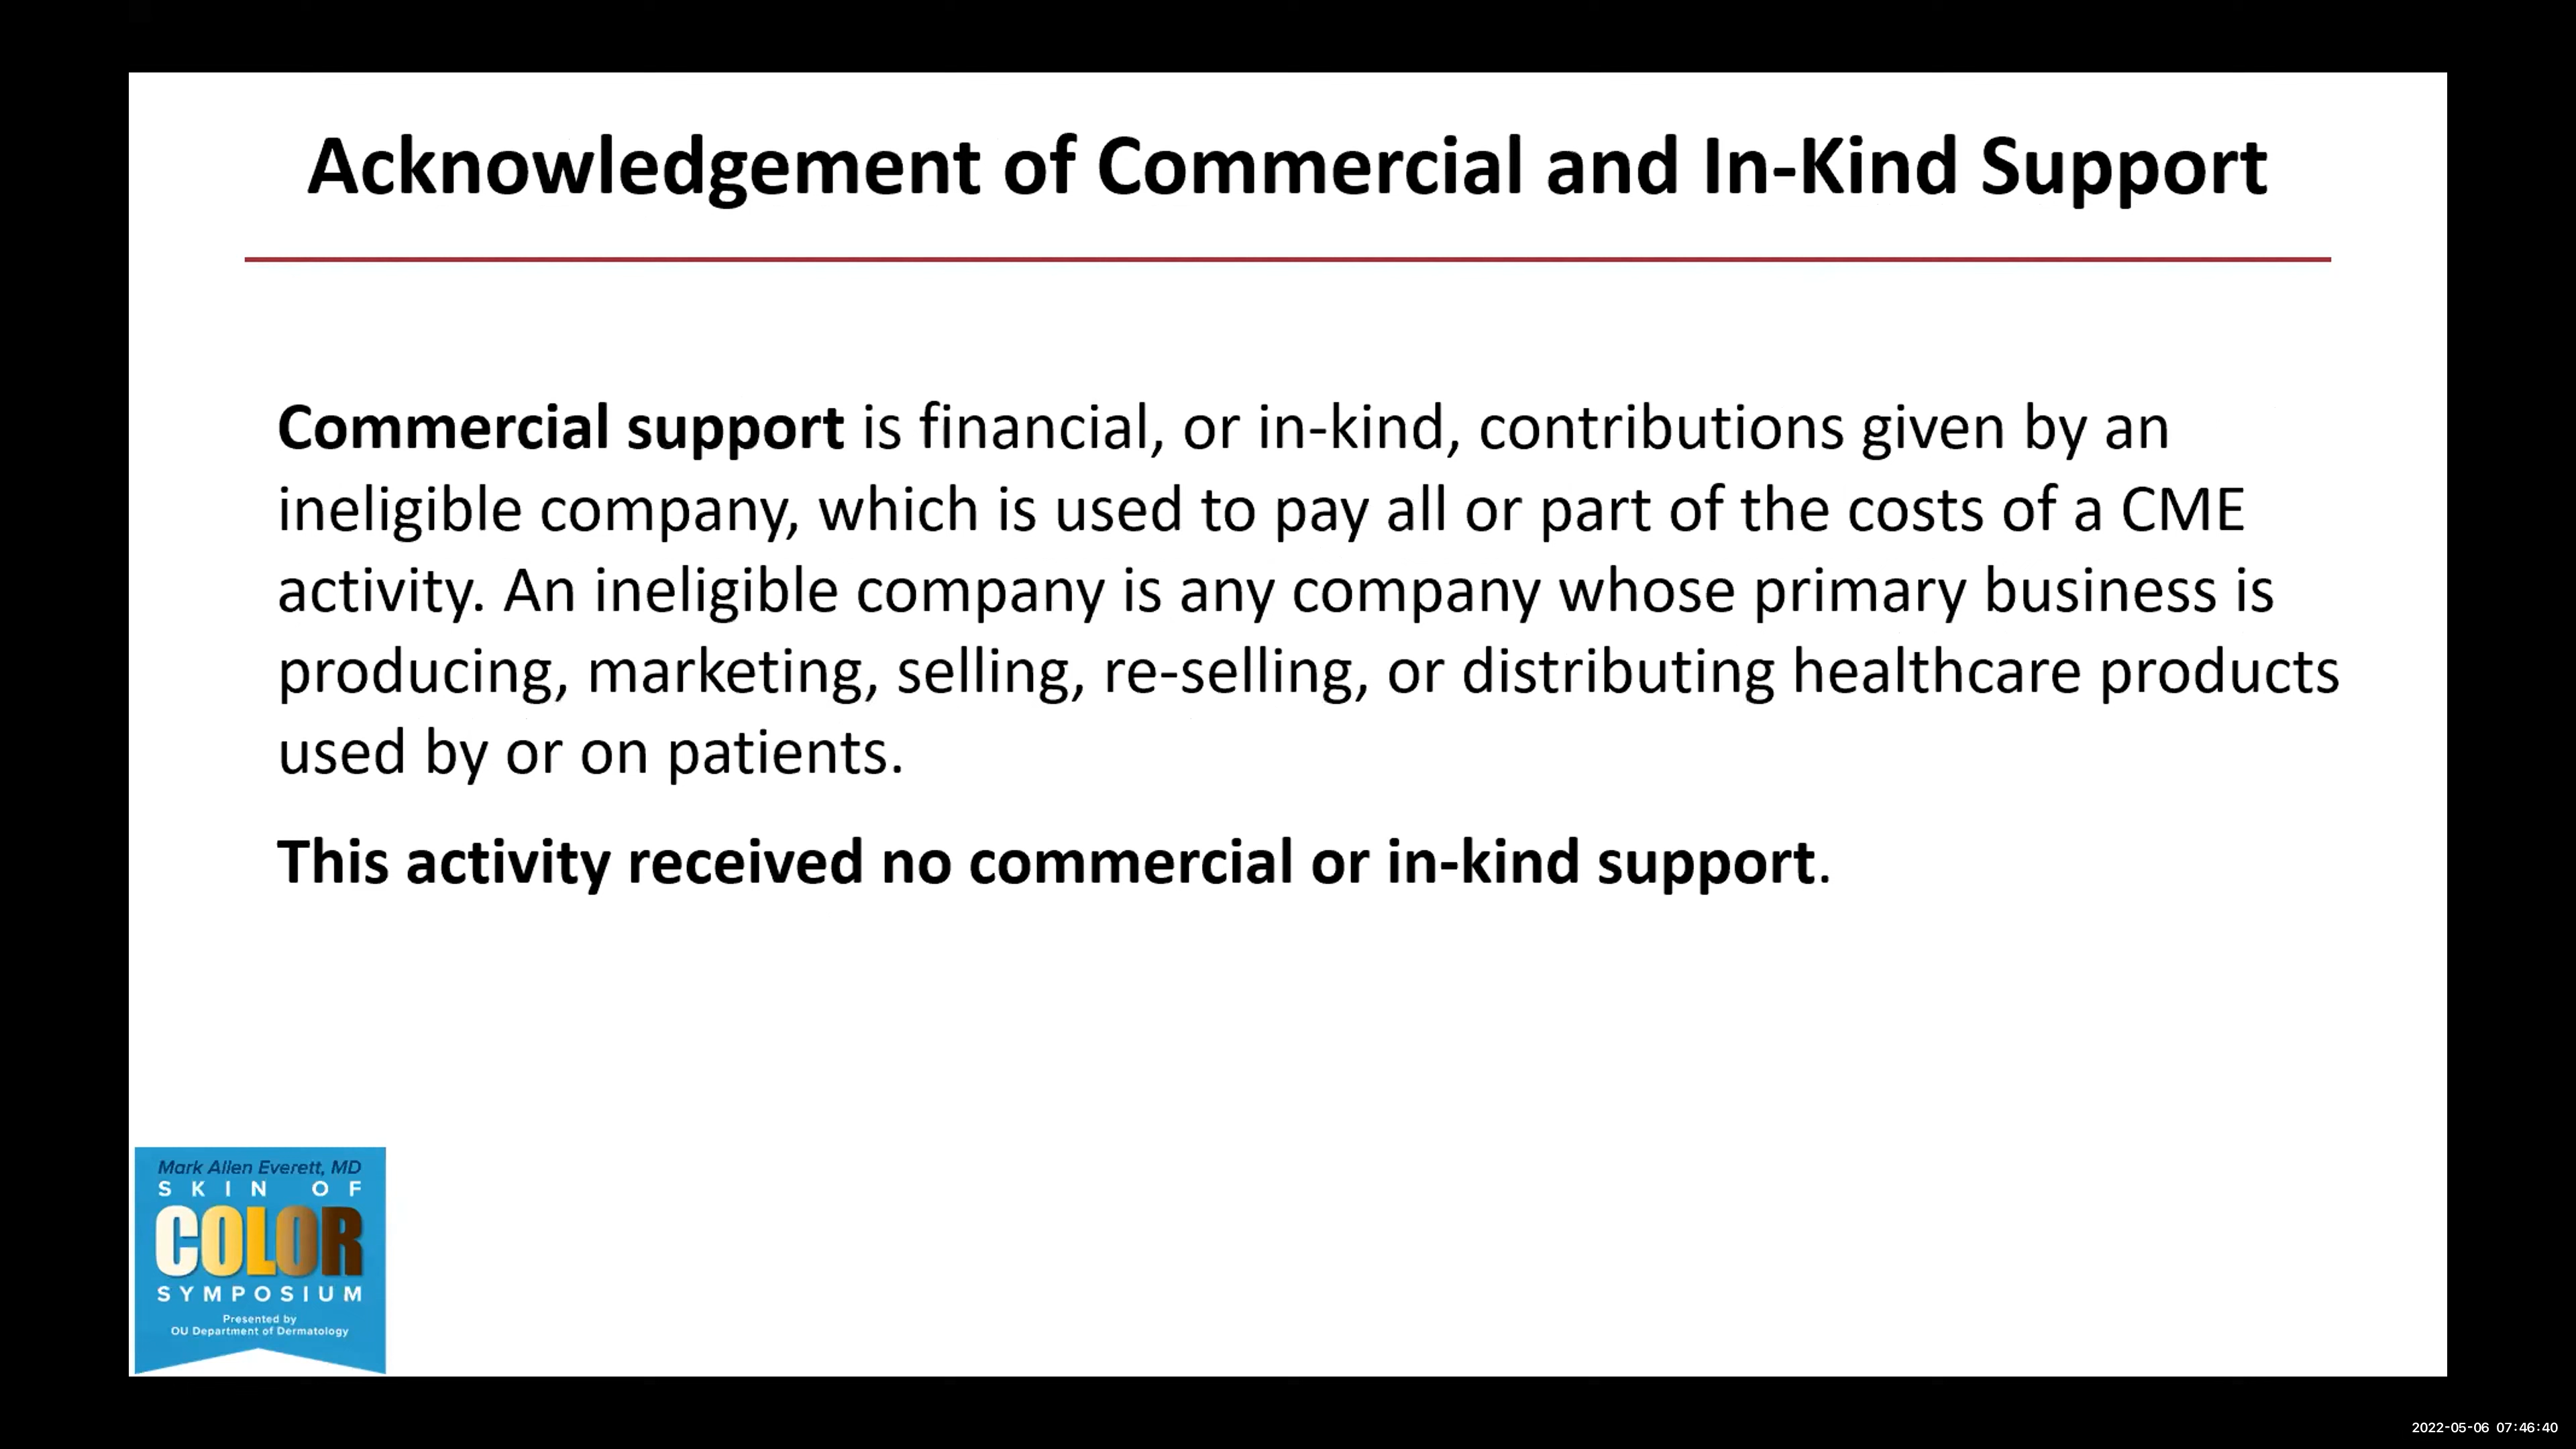 Acknowledgement of Commercial and In-Kind Support
Commercial support is financial, or in-kind, contributions given by an
ineligible company, which is used to pay all or part of the costs of a CME
activity. An ineligible company is any company whose primary business is
producing, marketing, selling, re-selling, or distributing healthcare products
used by or on patients.
This activity received no commercial or in-kind support.
Mark Allen Everett, MD
SKIN OF
COLOR
SYMPOSIUM
Presented by
OU Department of Dermatology
2022-05-06 07:46:40